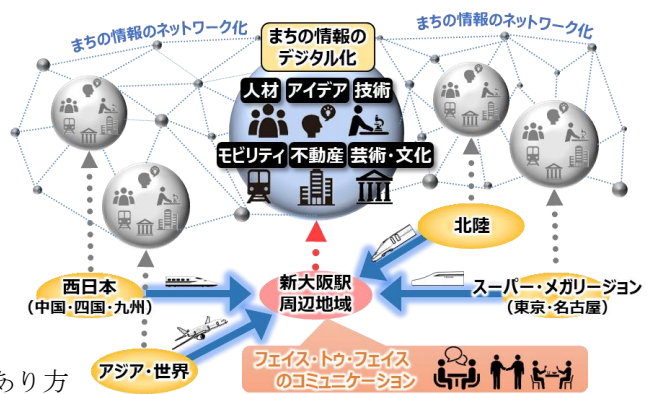 まちの情報のネットワーク化
まちの情報の
デジタル化
まちの情報のネットワーク化
人材 アイデア 技術
モビリティ 不動産 芸術・文化
北陸
西日本
(中国・四国・九州)
新大阪駅
周辺地域
スーパー・メガリージョン
(東京・名古屋)
アジア・世界
フェイス・トゥ・フェイス
のコミュニケーション
あり方